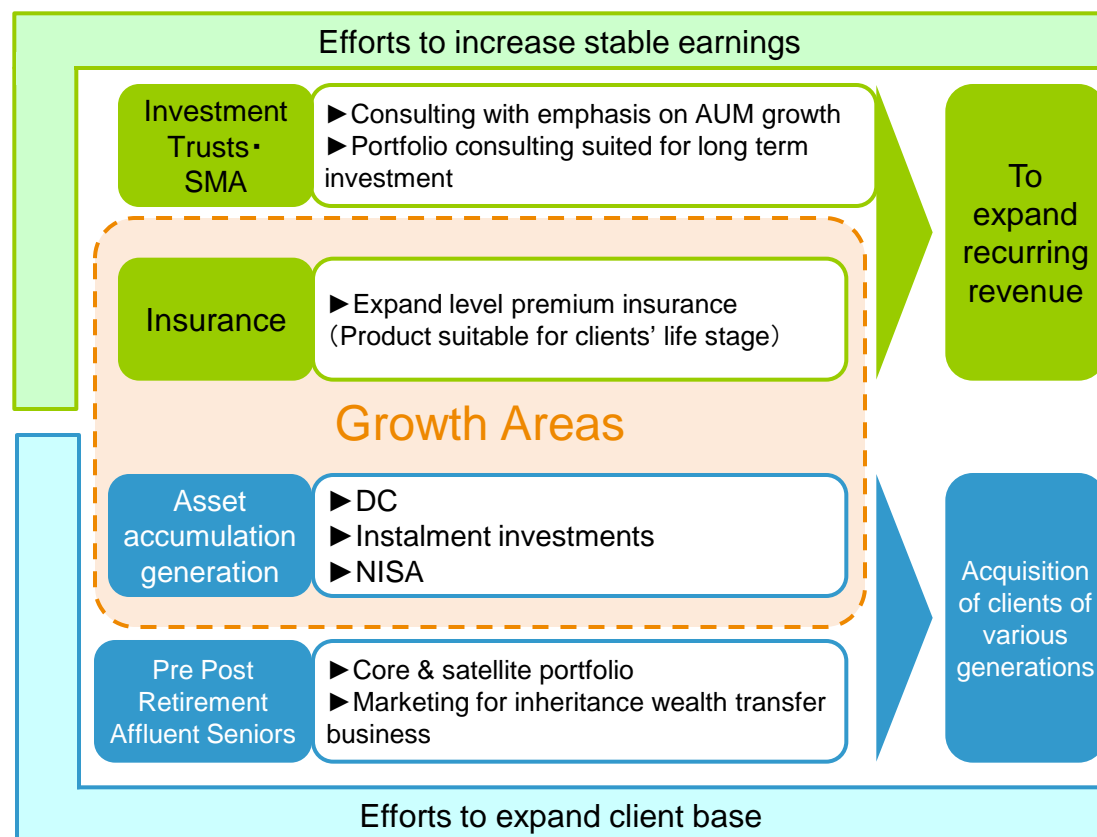 Efforts to increase stable earnings
Investment
Trusts・
SMA
►Consulting with emphasis on AUM growth
►Portfolio consulting suited for long term
investment
To
expand
recurring
revenue
Insurance
►Expand level premium insurance
（Product suitable for clients’ life stage）
Growth Areas
Asset
accumulation
generation
►DC
►Instalment investments
►NISA
Acquisition
of clients of
various
generations
Pre Post
Retirement
Affluent Seniors
►Core & satellite portfolio
►Marketing for inheritance wealth transfer
business
Efforts to expand client base